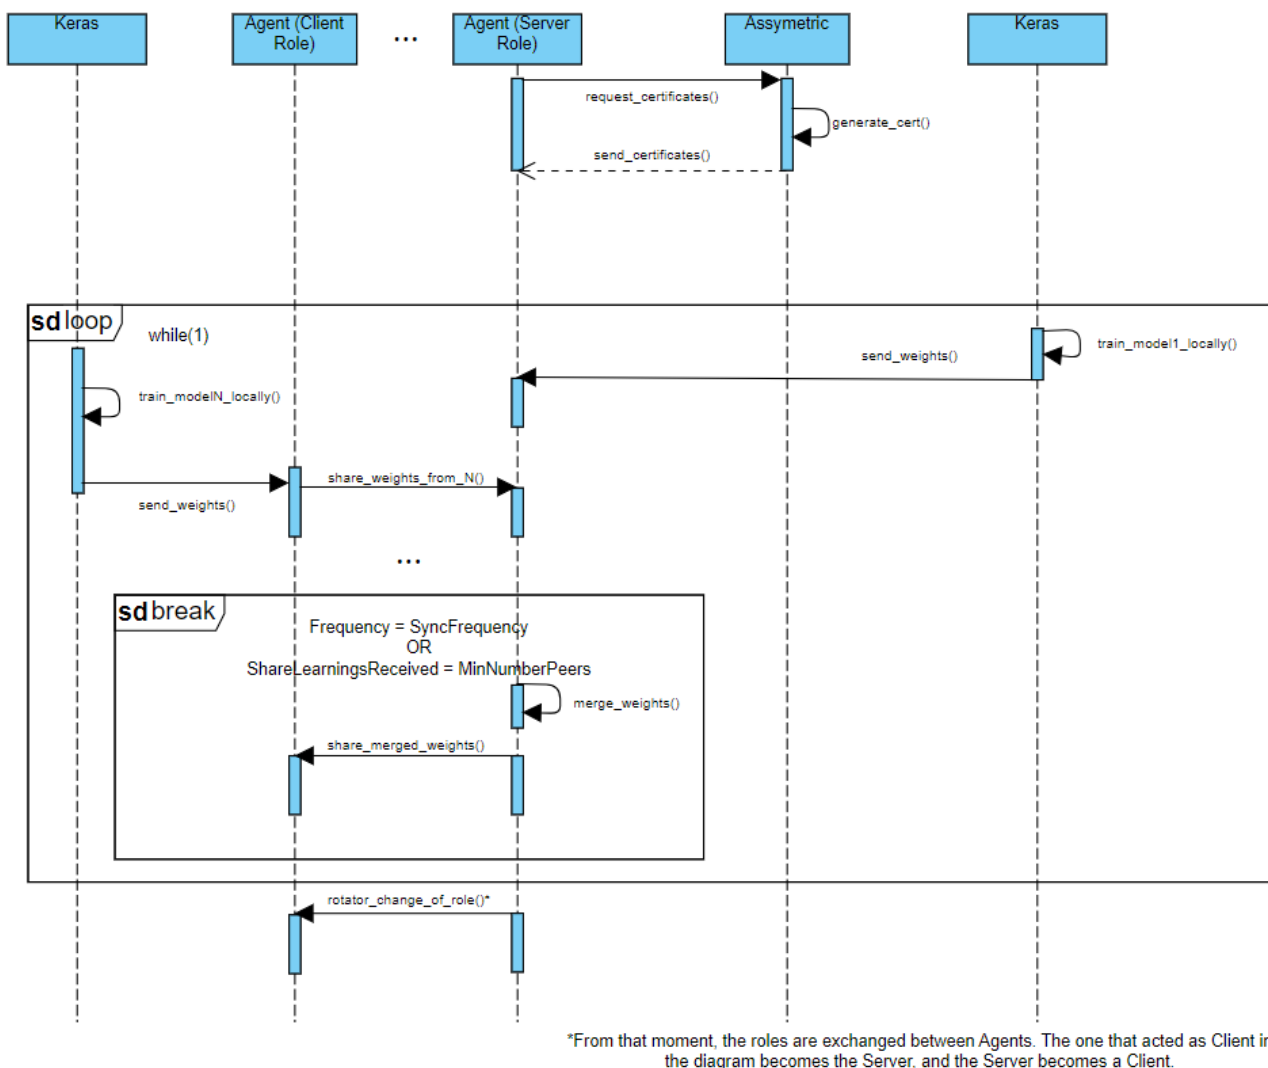 Keras
Agent (Client
Role)
...
Agent (Server
Role)
Assymetric
Keras
request_certificates()
generate_cert()
send_certificates()
sd loop
while(1)
train_model1_locally()
send_weights()
train_modelN_locally()
share_weights_from_N()
send_weights()
...
sd break
Frequency = SyncFrequency
OR
ShareLearningsReceived = MinNumberPeers
merge_weights()
share_merged_weights()
rotator_change_of_role()*
*From that moment, the roles are exchanged between Agents. The one that acted as Client in
the diagram becomes the Server, and the Server becomes a Client.